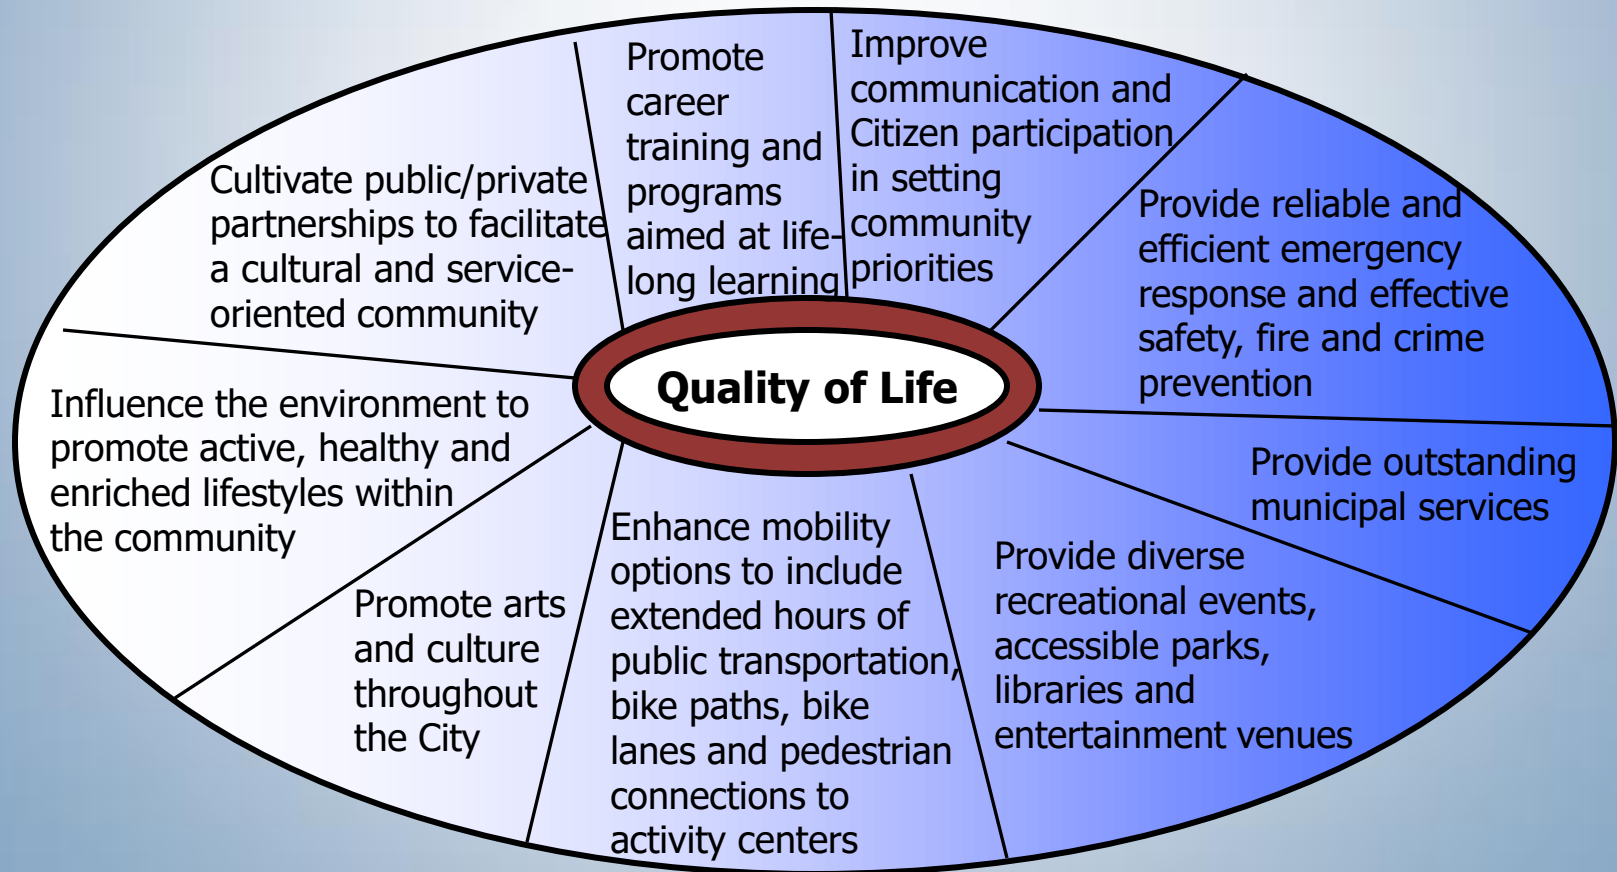 Promote
career
training and
programs
aimed at life-
long learning
Improve
communication and
Citizen participation
in setting
community
priorities
Provide reliable and
efficient emergency
response and effective
safety, fire and crime
prevention
Provide outstanding
municipal services
Provide diverse
recreational events,
accessible parks,
libraries and
entertainment venues
Enhance mobility
options to include
extended hours of
public transportation,
bike paths, bike
lanes and pedestrian
connections to
activity centers
Promote arts
and culture
throughout
the City
Influence the environment to
promote active, healthy and
enriched lifestyles within
the community
Cultivate public/private
partnerships to facilitate
a cultural and service-
oriented community
Quality of Life